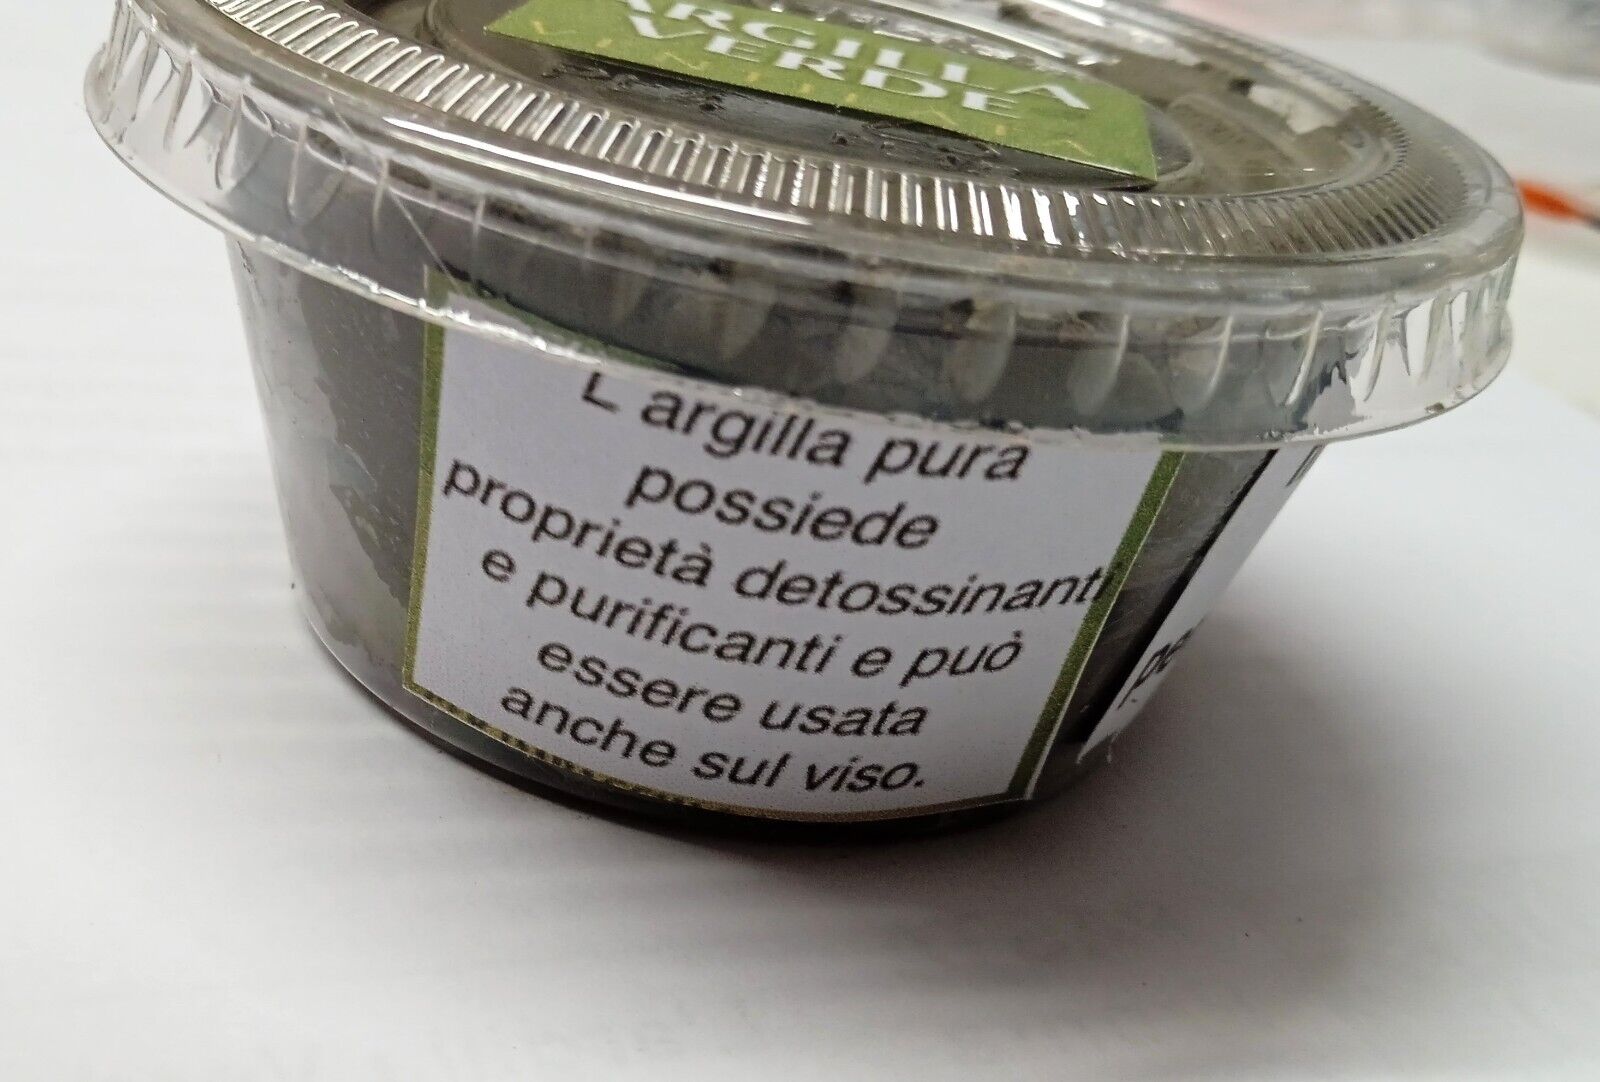 ARGILLA
VERDE
L argilla pura
possiede
proprietà detossinanti
e purificanti e può
essere usata
anche sul viso.